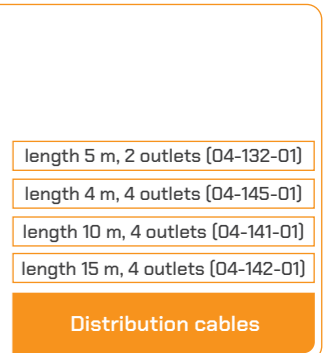 length 5 m, 2 outlets (04-132-01)
length 4 m, 4 outlets (04-145-01)
length 10 m, 4 outlets (04-141-01)
length 15 m, 4 outlets (04-142-01)
Distribution cables